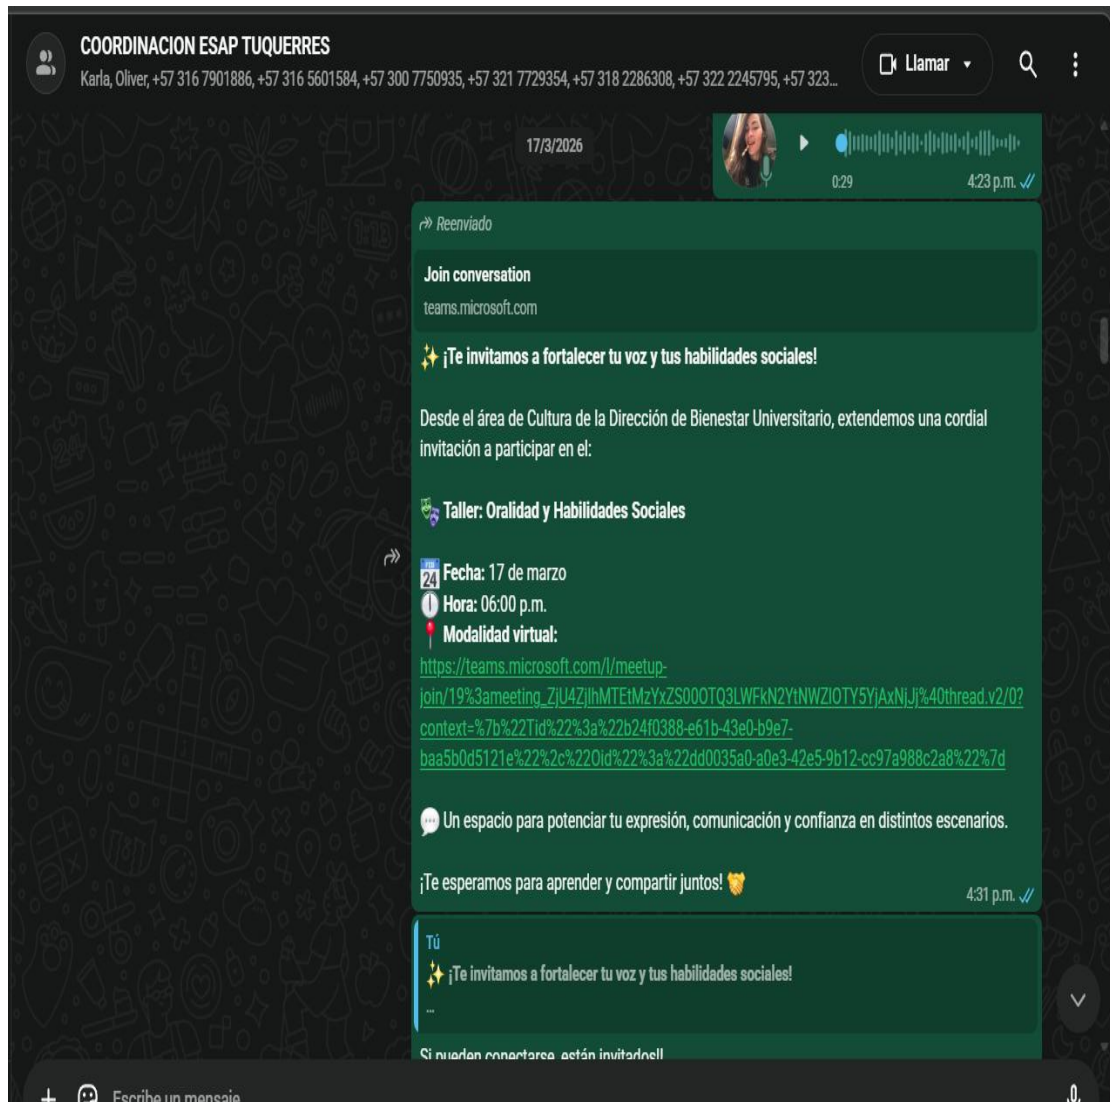 COORDINACION ESAP TUQUERRES
Karla, Oliver, +57 316 7901886, +57 316 5601584, +57 300 7750935, +57 321 7729354, +57 318 2286308, +57 322 2245795, +57 323...
Llamar
17/3/2026
0:29
4:23 p.m.
Reenviado
Join conversation
teams.microsoft.com
✨ ¡Te invitamos a fortalecer tu voz y tus habilidades sociales!
Desde el área de Cultura de la Dirección de Bienestar Universitario, extendemos una cordial
invitación a participar en el:
🎭 Taller: Oralidad y Habilidades Sociales
📆 Fecha: 17 de marzo
🕕 Hora: 06:00 p.m.
📍 Modalidad virtual:
https://teams.microsoft.com/l/meetup-
join/19%3ameeting_ZjU4ZjlhMTEtMzYxZS00OTQ3LWFkN2YtNWZlOTY5YjAxNjJj%40thread.v2/0?
context=%7b%22Tid%22%3a%22b24f0388-e61b-43e0-b9e7-
baa5b0d5121e%22%2c%22Oid%22%3a%22dd0035a0-a0e3-42e5-9b12-cc97a988c2a8%22%7d
💬 Un espacio para potenciar tu expresión, comunicación y confianza en distintos escenarios.
¡Te esperamos para aprender y compartir juntos! 🤝
4:31 p.m.
Tú
✨ ¡Te invitamos a fortalecer tu voz y tus habilidades sociales!
...
Si pueden conectarse, están invitados!!
Escribe un mensaje